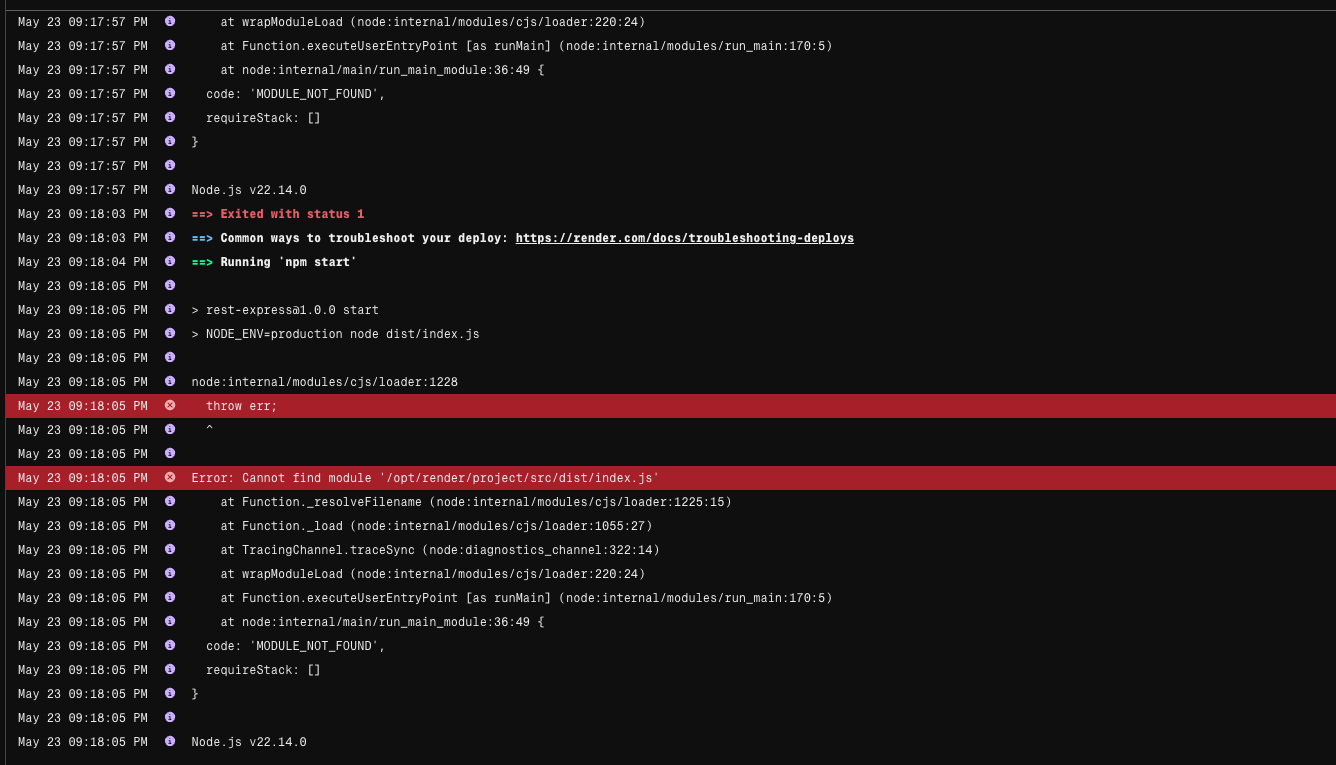 May 23 09:17:57 PM     at wrapModuleLoad (node:internal/modules/cjs/loader:220:24)
May 23 09:17:57 PM     at Function.executeUserEntryPoint [as runMain] (node:internal/modules/run_main:170:5)
May 23 09:17:57 PM     at node:internal/main/run_main_module:36:49 {
May 23 09:17:57 PM   code: 'MODULE_NOT_FOUND',
May 23 09:17:57 PM   requireStack: []
May 23 09:17:57 PM }
May 23 09:17:57 PM
May 23 09:17:57 PM Node.js v22.14.0
May 23 09:18:03 PM ==> Exited with status 1
May 23 09:18:03 PM ==> Common ways to troubleshoot your deploy: https://render.com/docs/troubleshooting-deploys
May 23 09:18:04 PM ==> Running 'npm start'
May 23 09:18:05 PM
May 23 09:18:05 PM > rest-express@1.0.0 start
May 23 09:18:05 PM > NODE_ENV=production node dist/index.js
May 23 09:18:05 PM
May 23 09:18:05 PM node:internal/modules/cjs/loader:1228
May 23 09:18:05 PM   throw err;
May 23 09:18:05 PM   ^
May 23 09:18:05 PM
May 23 09:18:05 PM Error: Cannot find module '/opt/render/project/src/dist/index.js'
May 23 09:18:05 PM     at Function._resolveFilename (node:internal/modules/cjs/loader:1225:15)
May 23 09:18:05 PM     at Function._load (node:internal/modules/cjs/loader:1055:27)
May 23 09:18:05 PM     at TracingChannel.traceSync (node:diagnostics_channel:322:14)
May 23 09:18:05 PM     at wrapModuleLoad (node:internal/modules/cjs/loader:220:24)
May 23 09:18:05 PM     at Function.executeUserEntryPoint [as runMain] (node:internal/modules/run_main:170:5)
May 23 09:18:05 PM     at node:internal/main/run_main_module:36:49 {
May 23 09:18:05 PM   code: 'MODULE_NOT_FOUND',
May 23 09:18:05 PM   requireStack: []
May 23 09:18:05 PM }
May 23 09:18:05 PM
May 23 09:18:05 PM Node.js v22.14.0